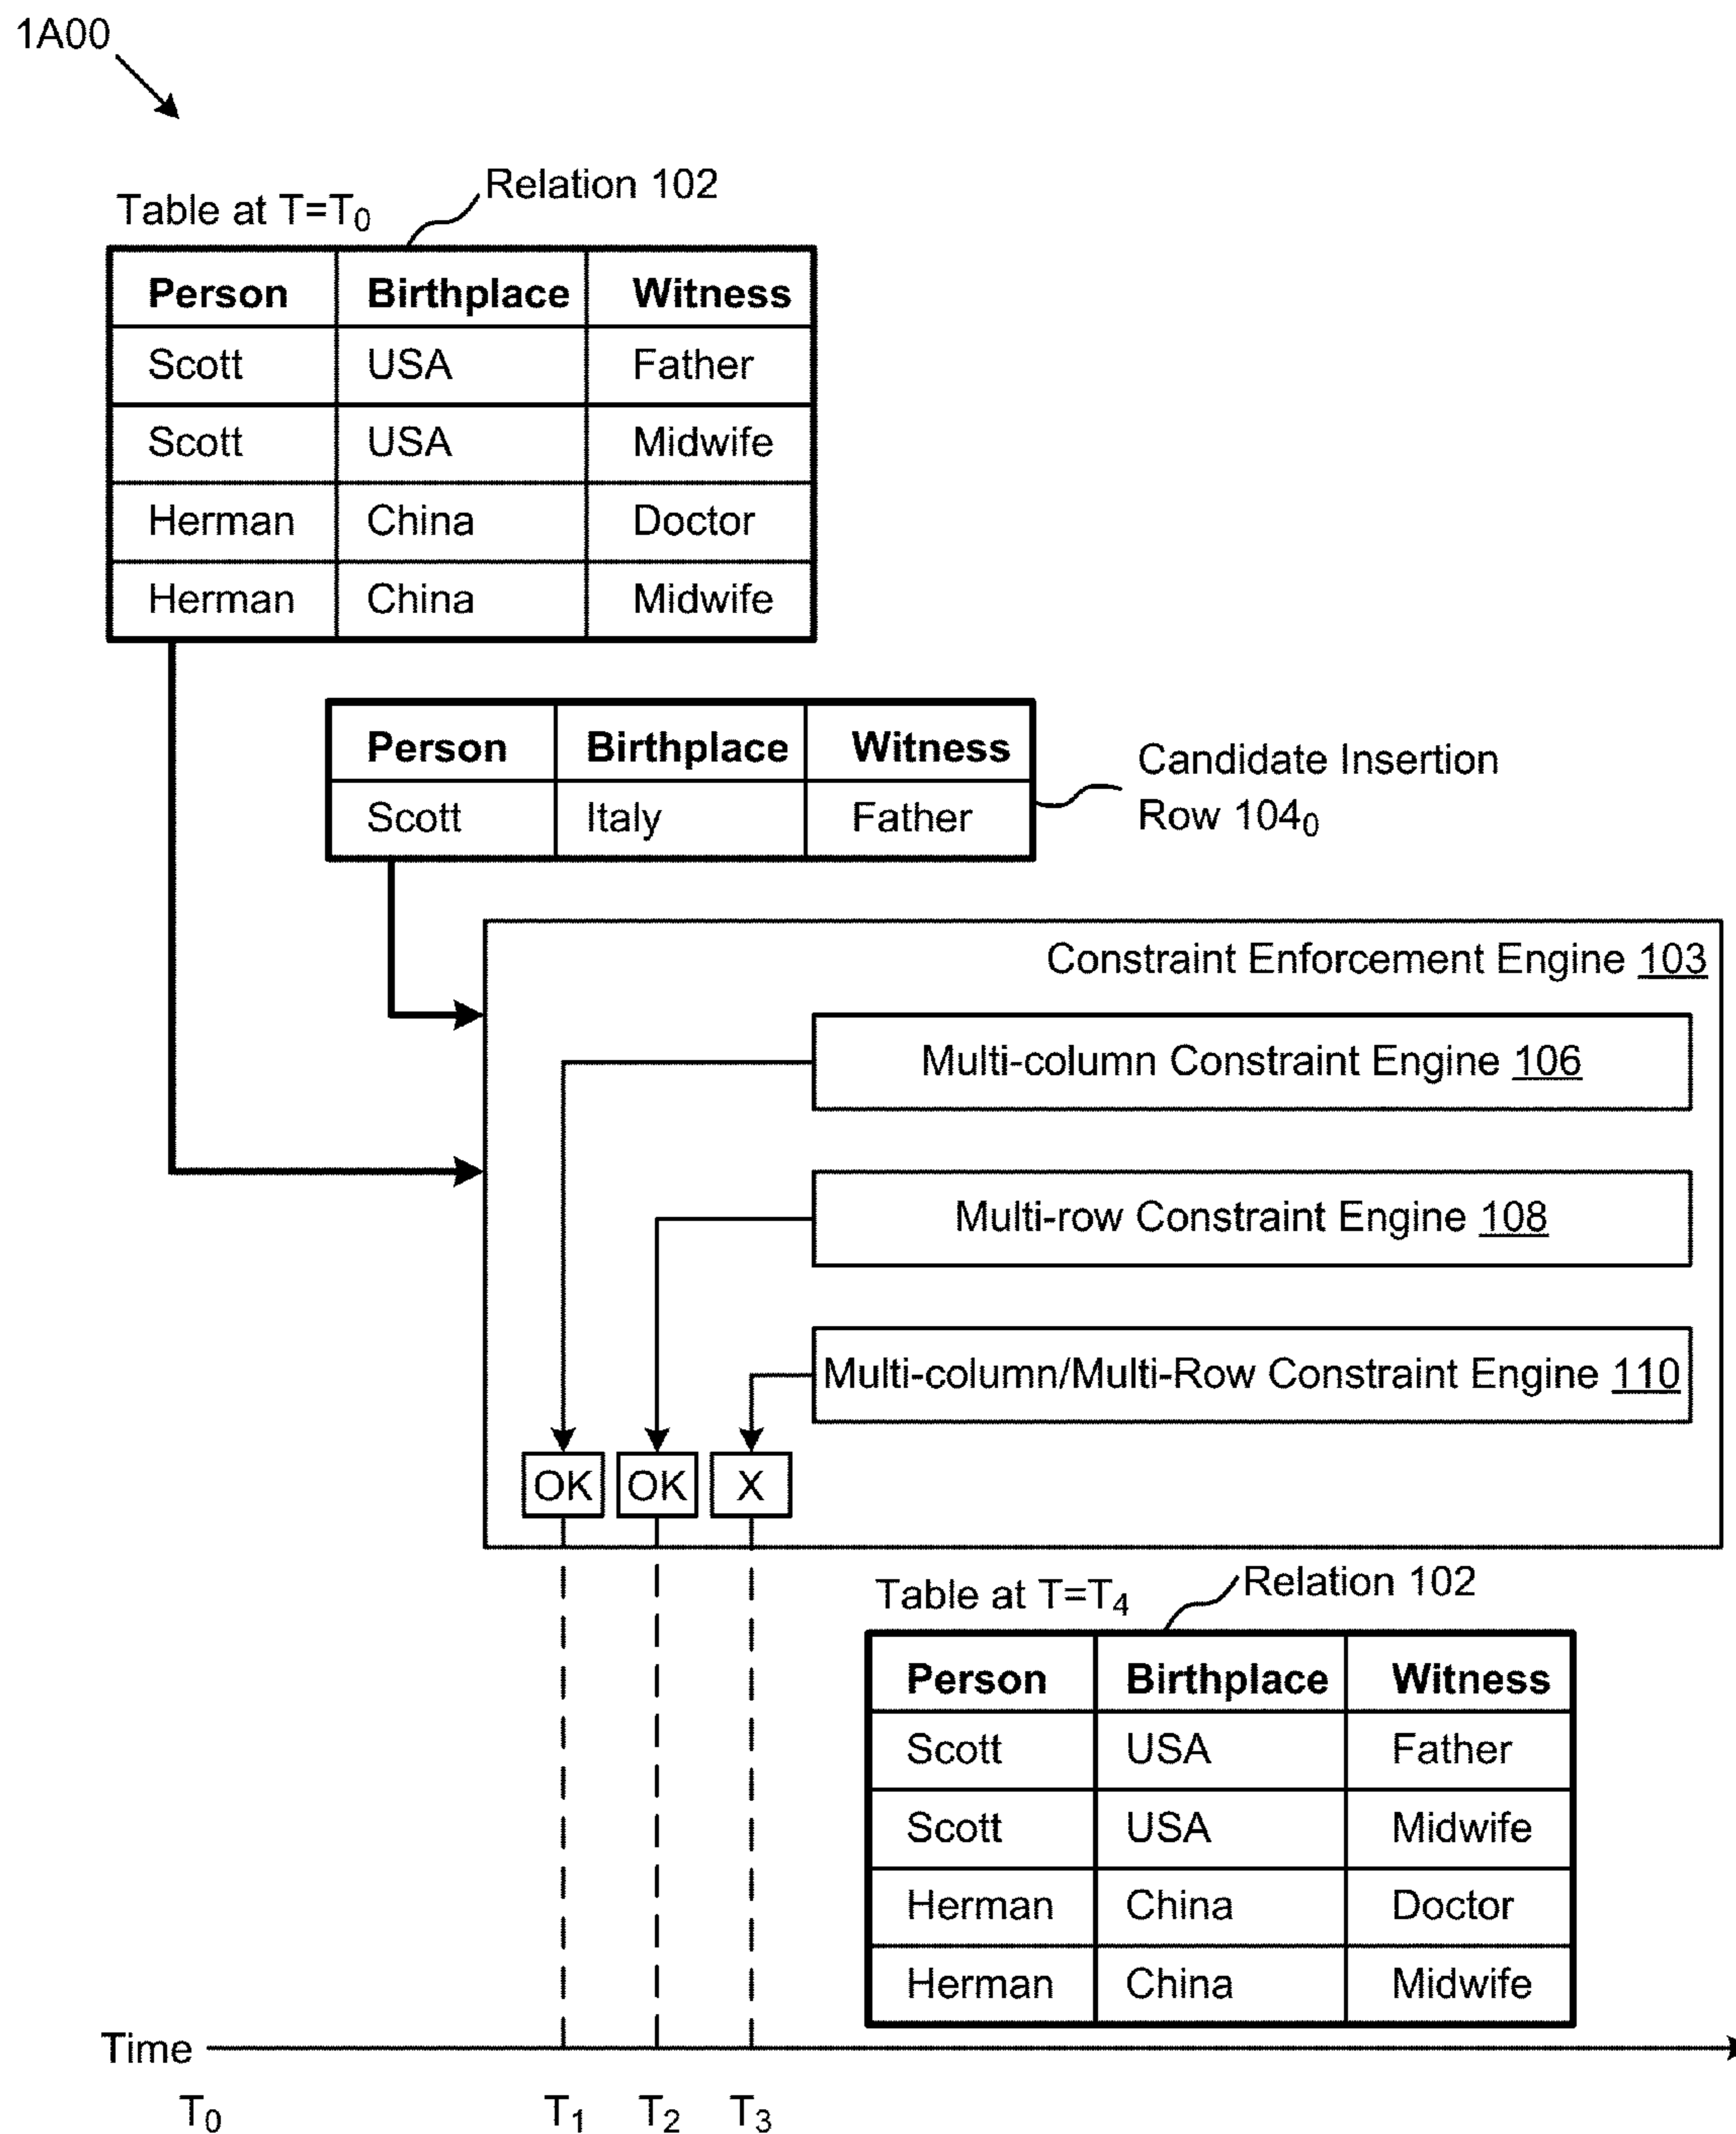 1A00
Relation 102
Table at T=T0
Person Birthplace Witness
Scott USA Father
Scott USA Midwife
Herman China Doctor
Herman China Midwife
Person Birthplace Witness
Scott Italy Father
Candidate Insertion
Row 1040
Constraint Enforcement Engine 103
Multi-column Constraint Engine 106
Multi-row Constraint Engine 108
Multi-column/Multi-Row Constraint Engine 110
OK OK X
Relation 102
Table at T=T4
Person Birthplace Witness
Scott USA Father
Scott USA Midwife
Herman China Doctor
Herman China Midwife
Time
T0 T1 T2 T3